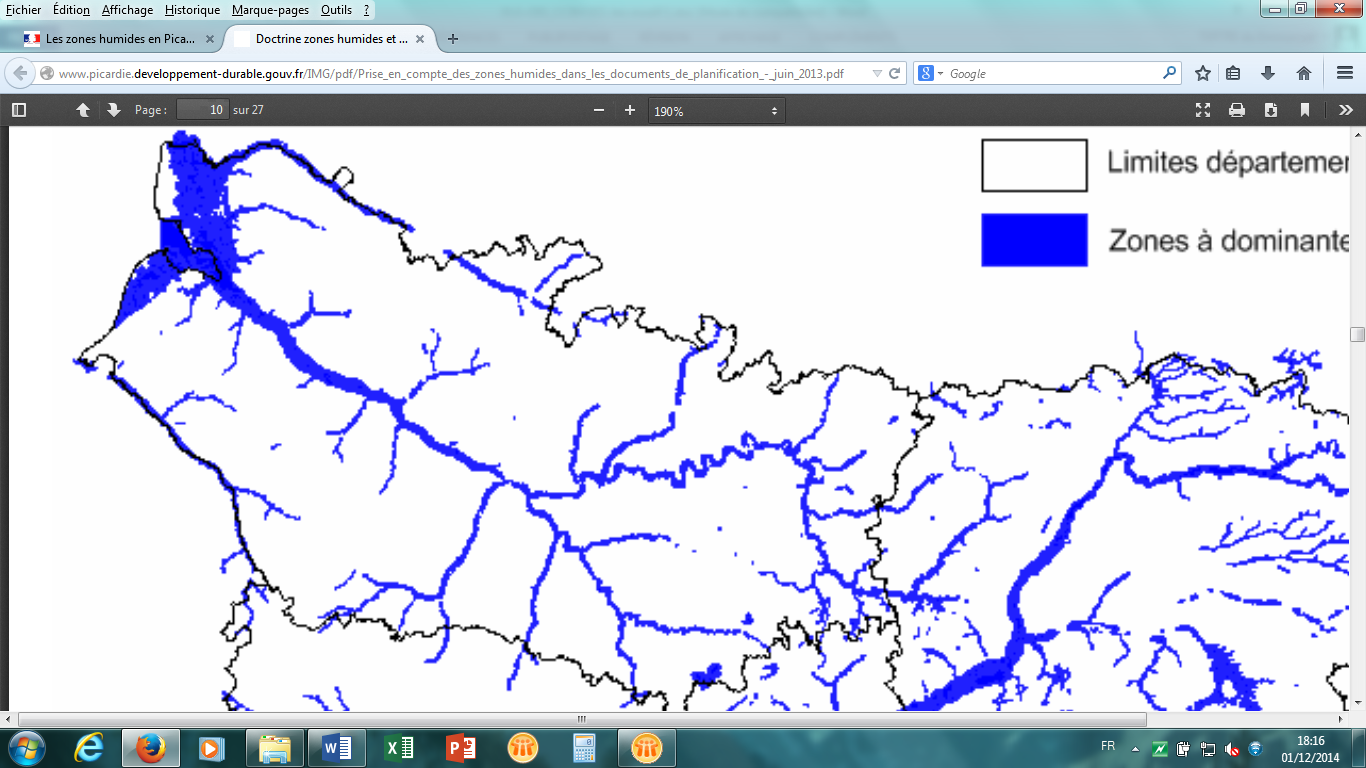 Fichier Édition Affichage Historique Marque-pages Outils ?
Les zones humides en Pica... × Doctrine zones humides et ... × +
www.picardie.developpement-durable.gouv.fr/IMG/pdf/Prise_en_compte_des_zones_humides_dans_les_documents_de_planification_-_juin_2013.pdf Google
Page : 10 sur 27 190%
Limites départemen
Zones à dominante
FR 18:16
01/12/2014